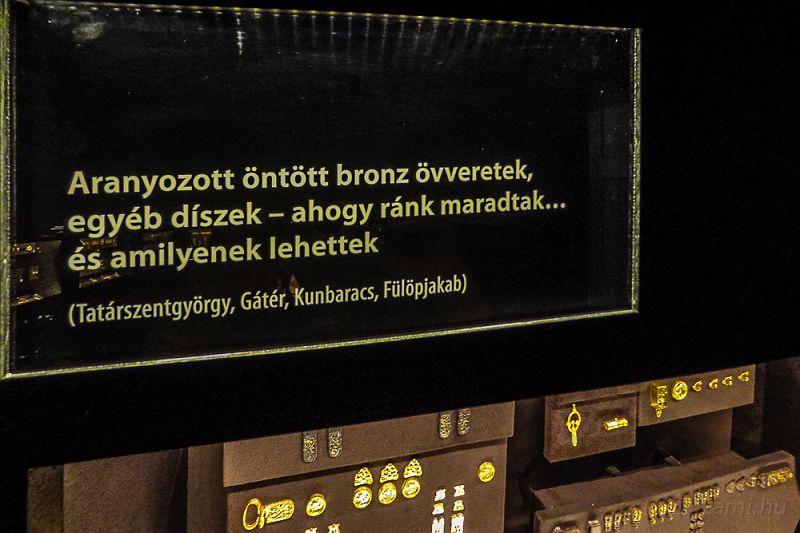 Aranyozott öntött bronz övveretek,
egyéb díszek – ahogy ránk maradtak...
és amilyenek lehettek
(Tatárszentgyörgy, Gátér, Kunbaracs, Fülöpjakab)